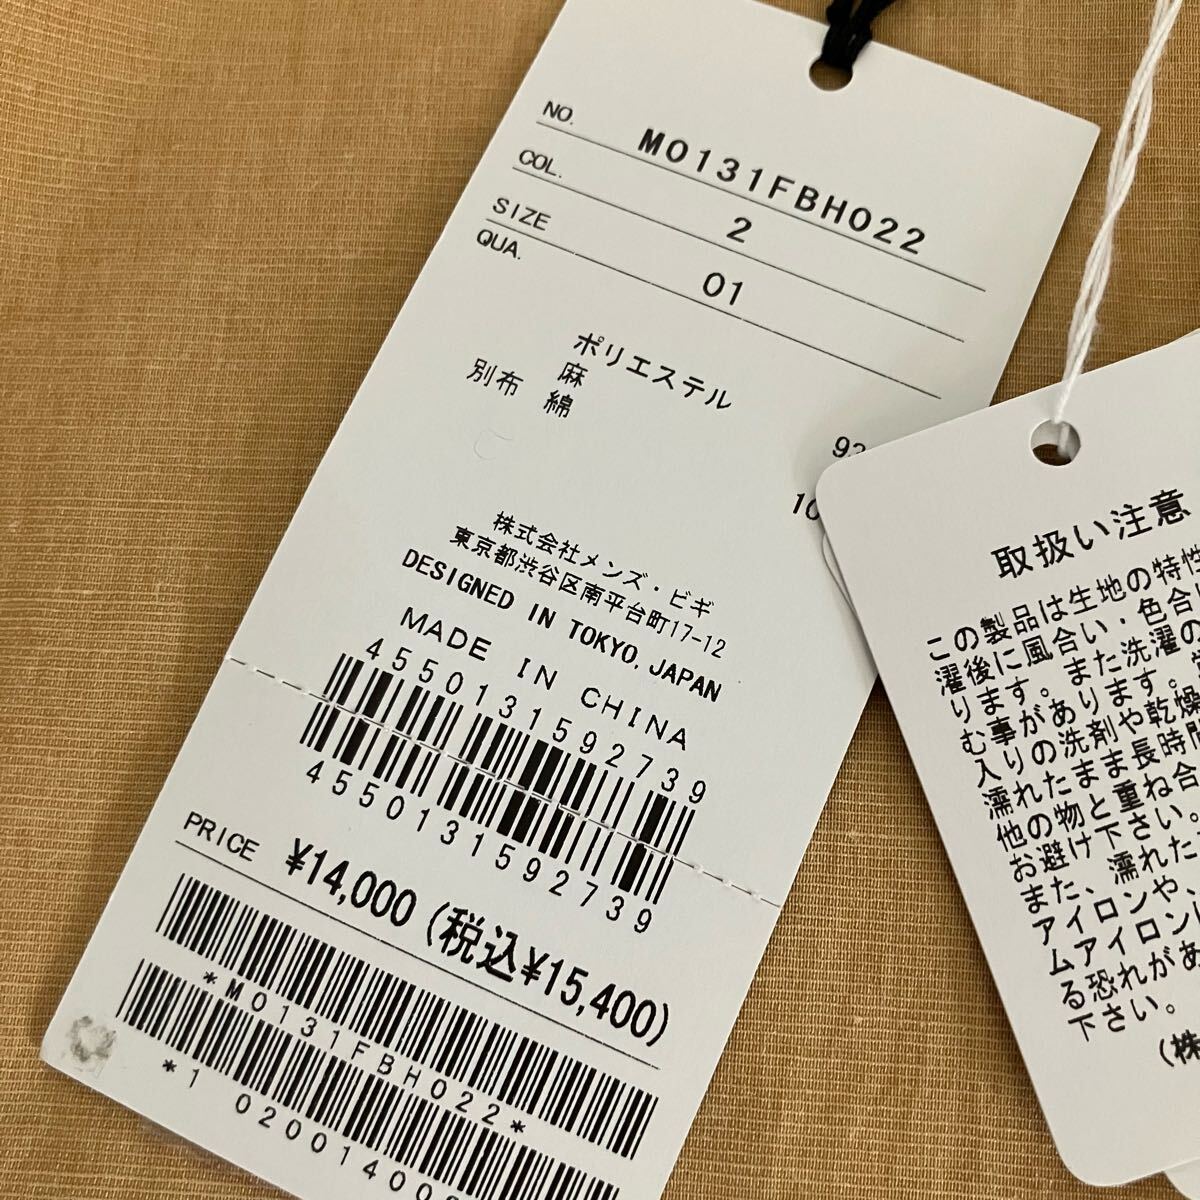 NO. M0131FBH022
COL. 2
SIZE 01
QUA.
ポリエステル 93
麻
別布 綿 10
株式会社メンズ・ビギ
東京都渋谷区南平台町17-12
DESIGNED IN TOKYO, JAPAN
MADE IN CHINA
4550131592739
4550131592739
PRICE ¥14,000 (税込¥15,400)
*M0131FBH022*
*1 02001400
取扱い注意
この製品は生地の特性
濯後に風合い・色合い
ります。また洗濯の
む事があります。
入りの洗剤や乾燥
濡れたまま長時間
他の物と重ね合
お避け下さい。
また、濡れた
アイロンや、
ムアイロン
る恐れがあ
下さい。
(株